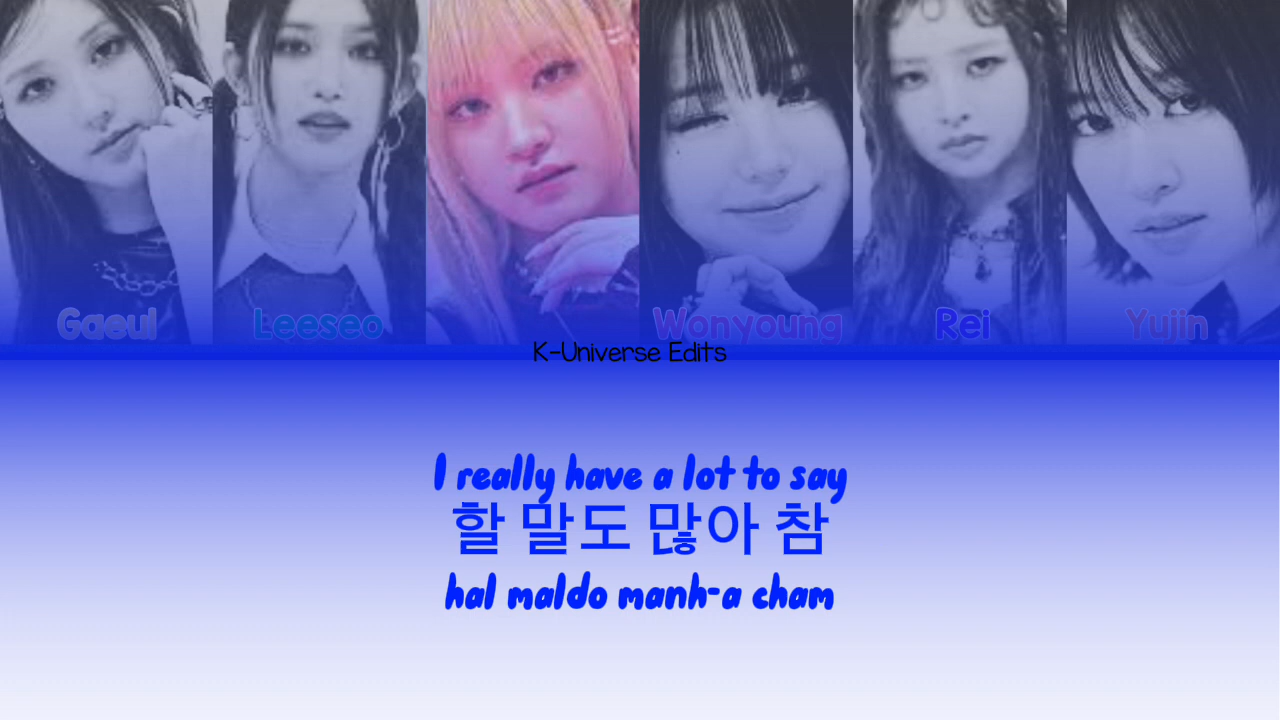 Gaeul Leeseo Wonyoung Rei Yujin
K-Universe Edits
I really have a lot to say
할 말도 많아 참
hal maldo manh-a cham